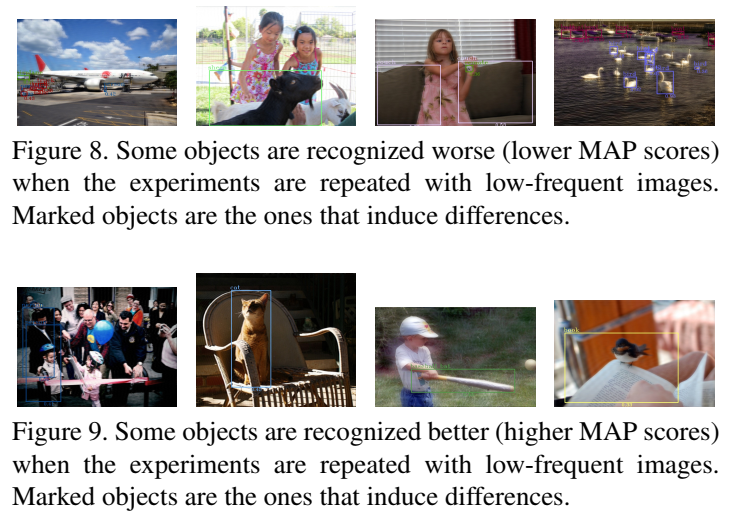 Figure 8. Some objects are recognized worse (lower MAP scores)
when the experiments are repeated with low-frequent images.
Marked objects are the ones that induce differences.
cat
book
Figure 9. Some objects are recognized better (higher MAP scores)
when the experiments are repeated with low-frequent images.
Marked objects are the ones that induce differences.